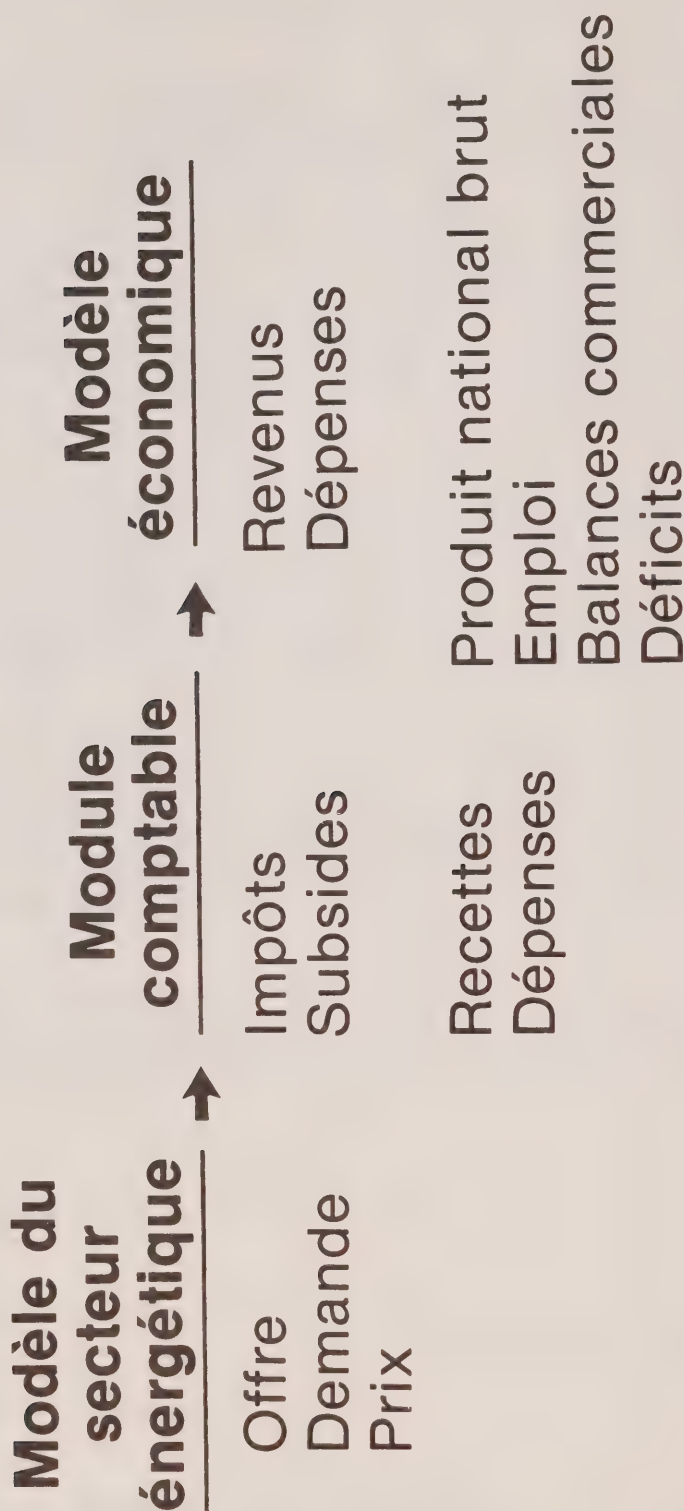 Modèle du
secteur
énergétique
Offre
Demande
Prix
Module
comptable
Impôts
Subsides
Recettes
Dépenses
Modèle
économique
Revenus
Dépenses
Produit national brut
Emploi
Balances commerciales
Déficits